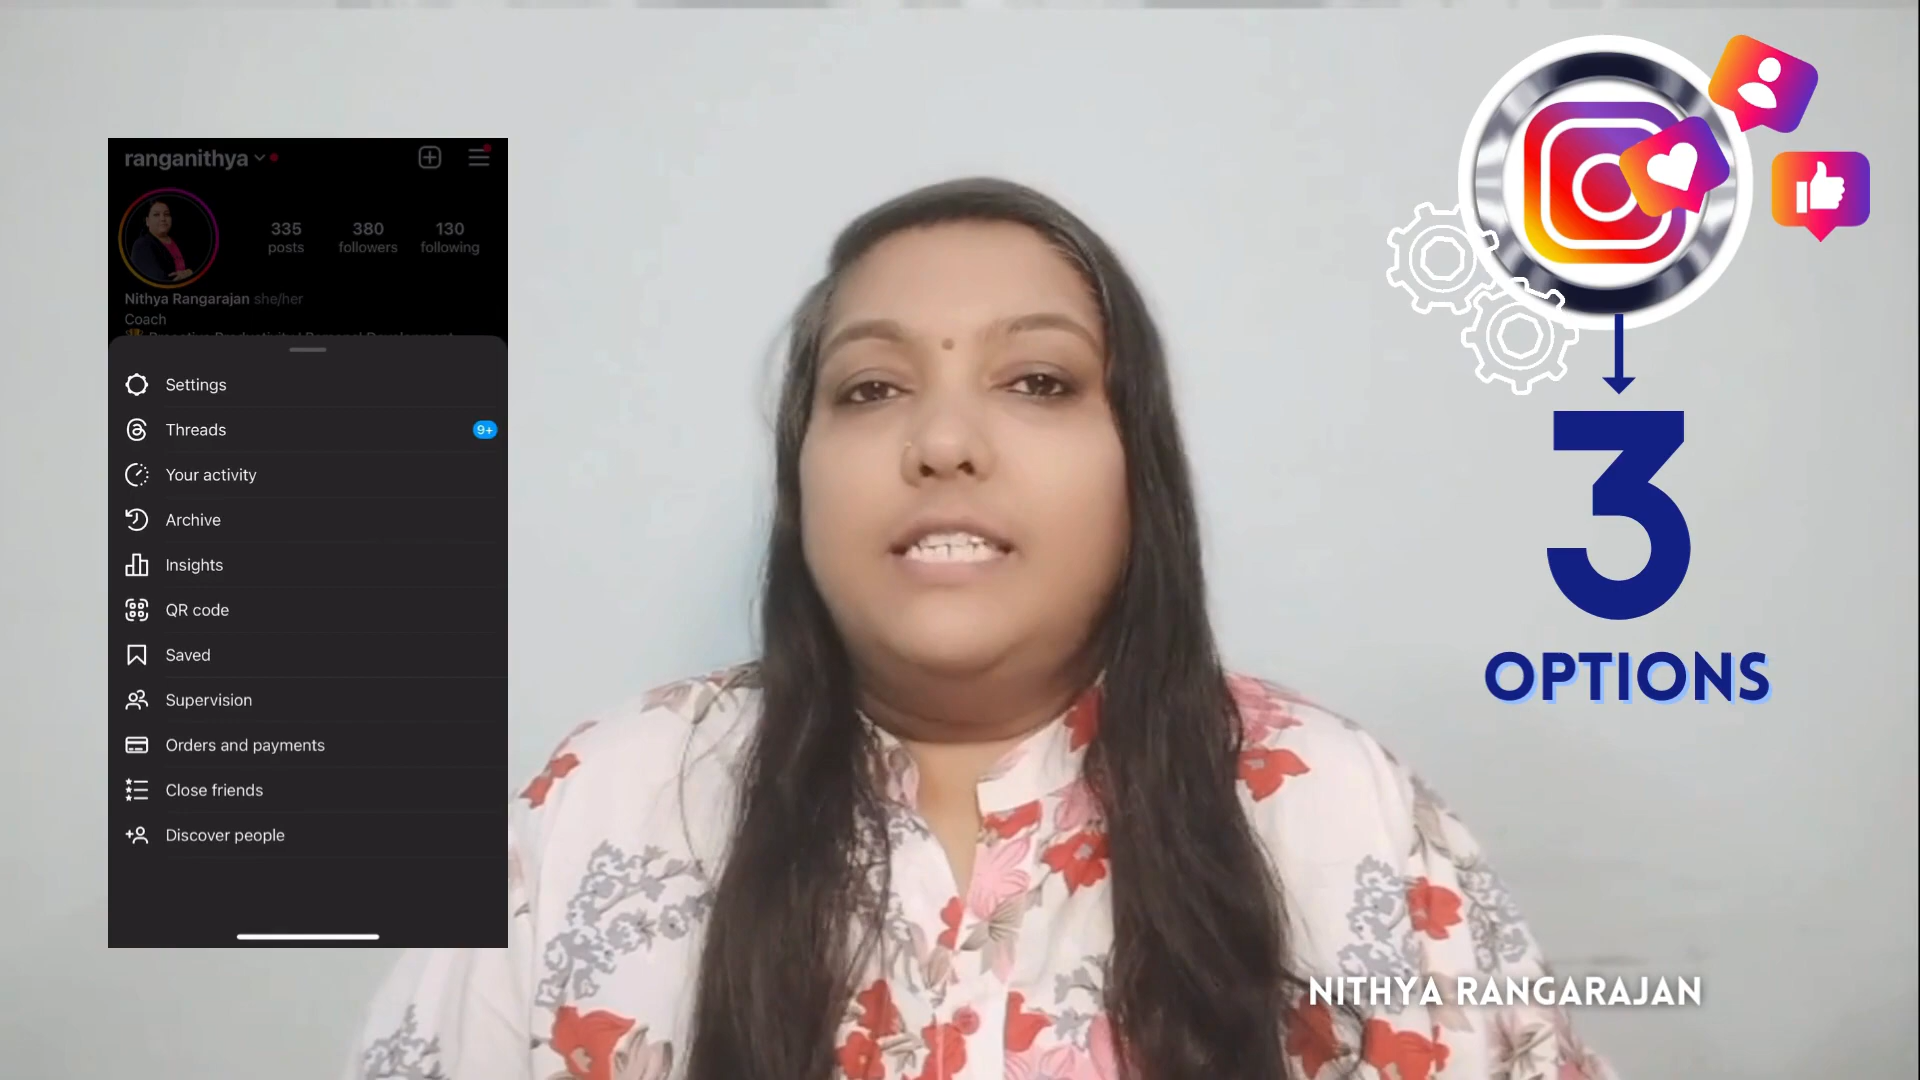 ranganithya
335 380 130
posts followers following
Nithya Rangarajan she/her
Coach
Settings
Threads 9+
Your activity
Archive
Insights
QR code
Saved
Supervision
Orders and payments
Close friends
Discover people
3
OPTIONS
NITHYA RANGARAJAN